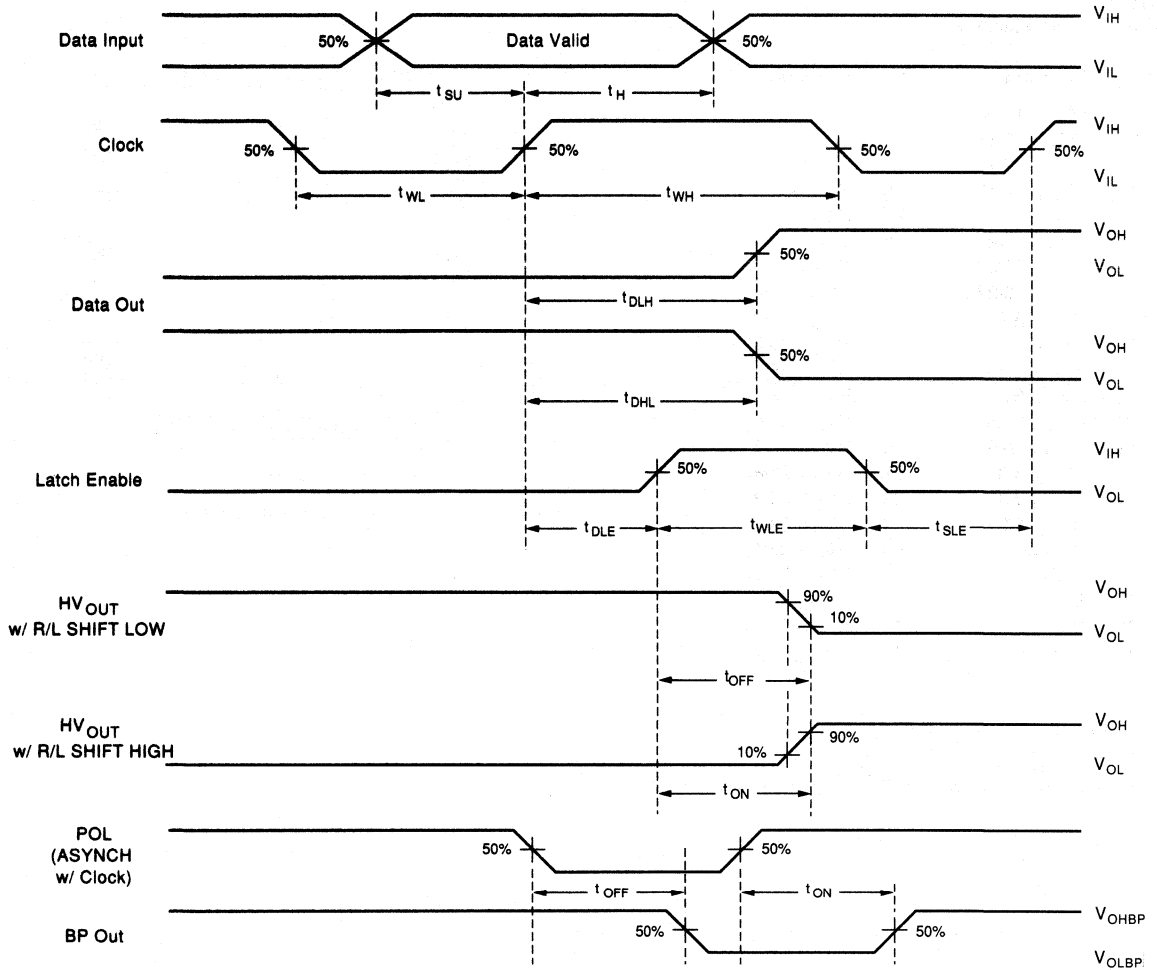 V_IH
Data Input 50% Data Valid 50%
V_IL
t_SU t_H
V_IH
Clock 50% 50% 50% 50%
V_IL
t_WL t_WH
V_OH
50%
V_OL
t_DLH
Data Out
V_OH
50%
V_OL
t_DHL
V_IH
Latch Enable 50% 50%
V_OL
t_DLE t_WLE t_SLE
V_OH
HV_OUT 90%
w/ R/L SHIFT LOW 10%
V_OL
t_OFF
V_OH
HV_OUT
w/ R/L SHIFT HIGH 10% 90%
V_OL
t_ON
POL
(ASYNCH 50% 50%
w/ Clock)
t_OFF t_ON
V_OHBP
BP Out 50% 50%
V_OLBP